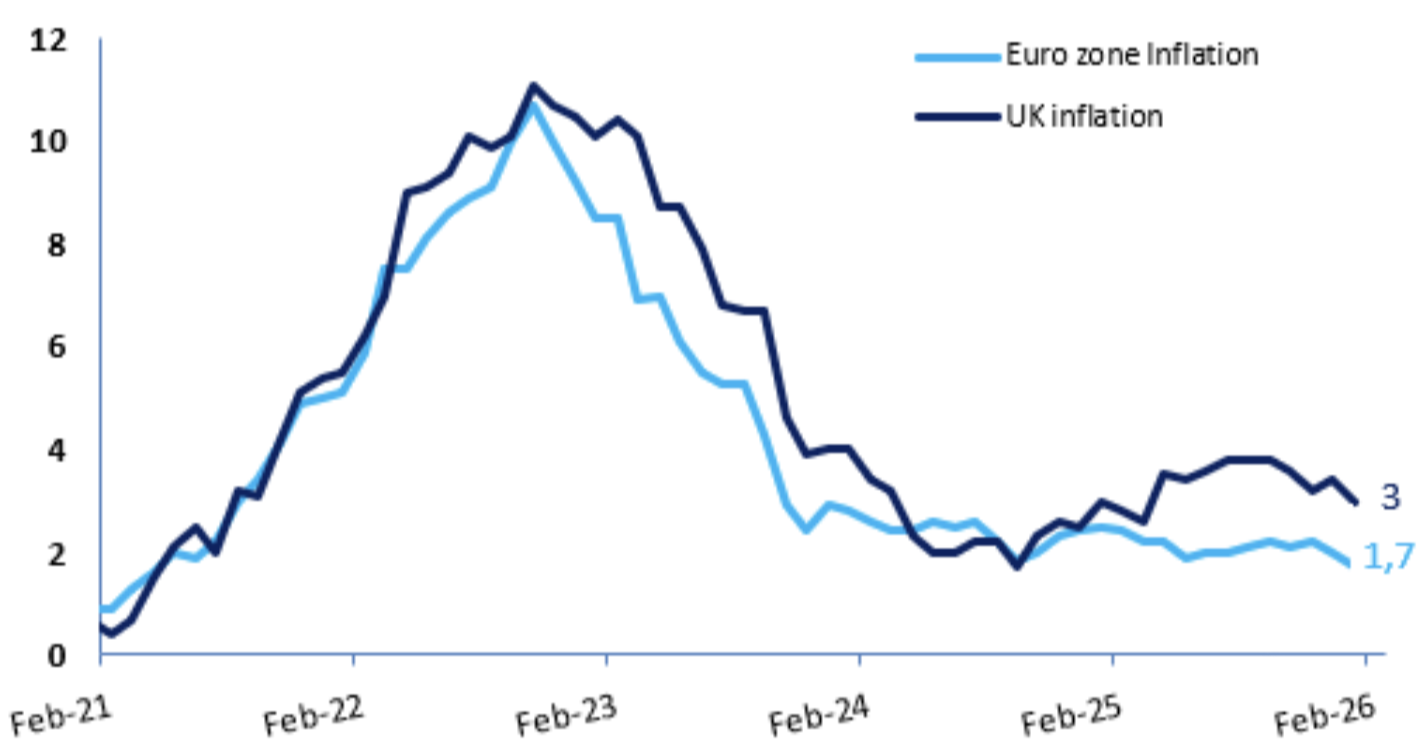 12
Euro zone Inflation
UK inflation
10
8
6
4
3
2
1,7
0
Feb-21
Feb-22
Feb-23
Feb-24
Feb-25
Feb-26